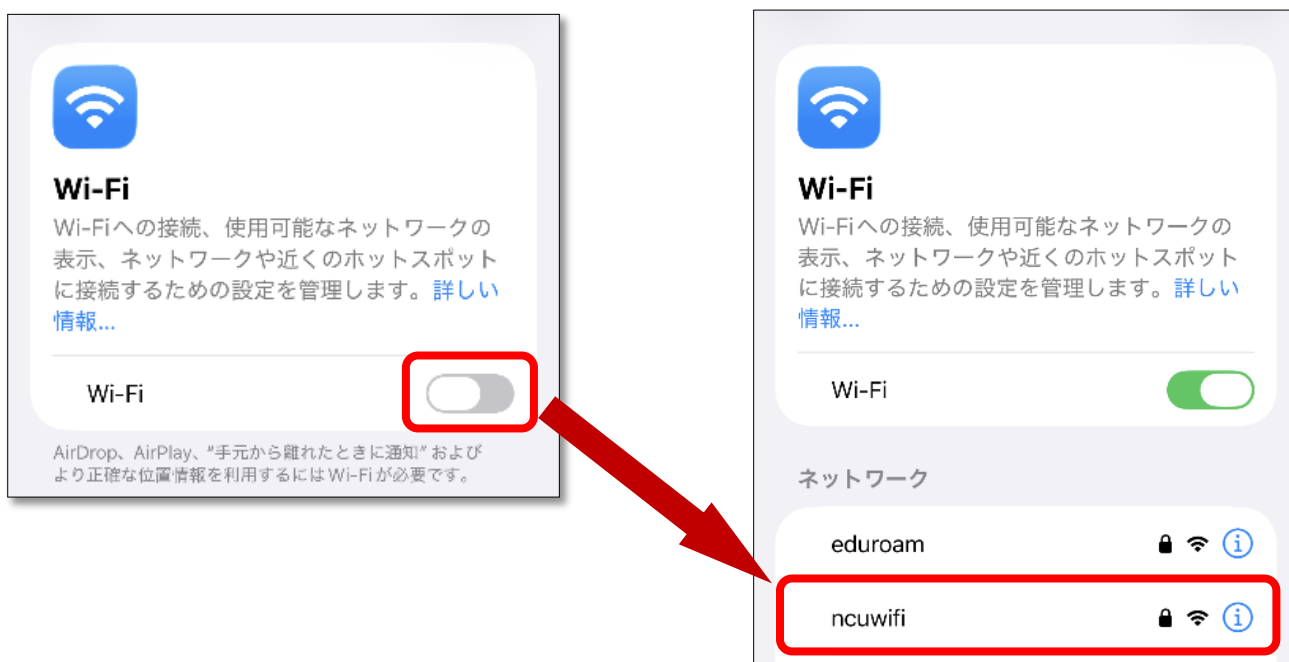 Wi-Fi
Wi-Fiへの接続、使用可能なネットワークの
表示、ネットワークや近くのホットスポット
に接続するための設定を管理します。詳しい
情報...
Wi-Fi
AirDrop、AirPlay、“手元から離れたときに通知” および
より正確な位置情報を利用するにはWi-Fiが必要です。
Wi-Fi
Wi-Fiへの接続、使用可能なネットワークの
表示、ネットワークや近くのホットスポット
に接続するための設定を管理します。詳しい
情報...
Wi-Fi
ネットワーク
eduroam
ncuwifi